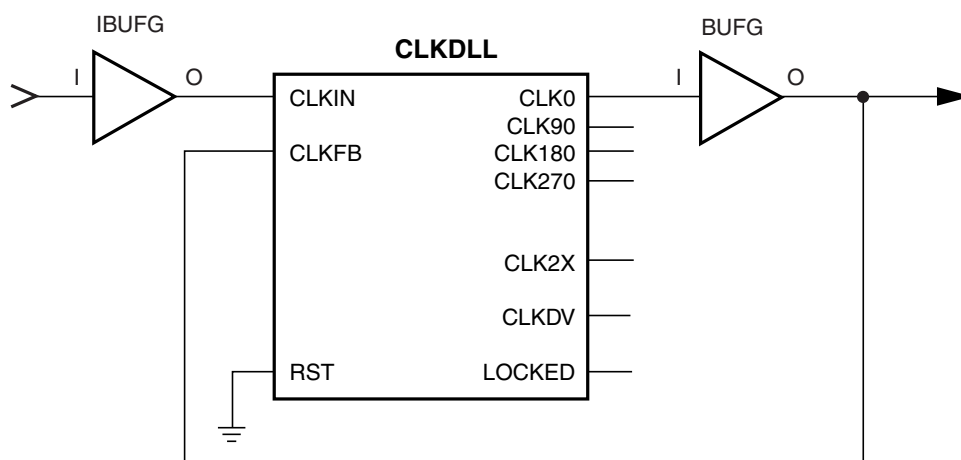 IBUFG
BUFG
CLKDLL
I
O
I
O
CLKIN
CLK0
CLK90
CLKFB
CLK180
CLK270
CLK2X
CLKDV
RST
LOCKED